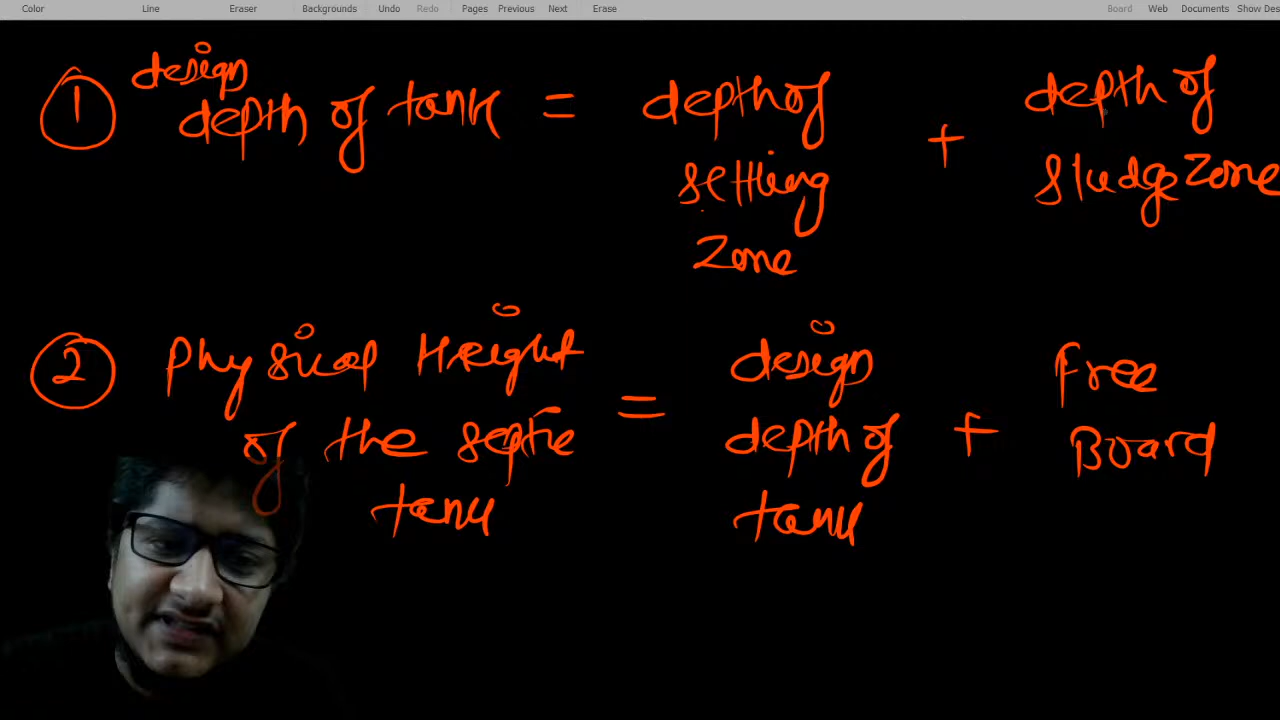 Color Line Eraser Backgrounds Undo Redo Pages Previous Next Erase Board Web Documents Show Des
① design
depth of tank = depth of + depth of
settling sludge zone
zone
② Physical Height = design + Free
of the septic depth of Board
tank tank